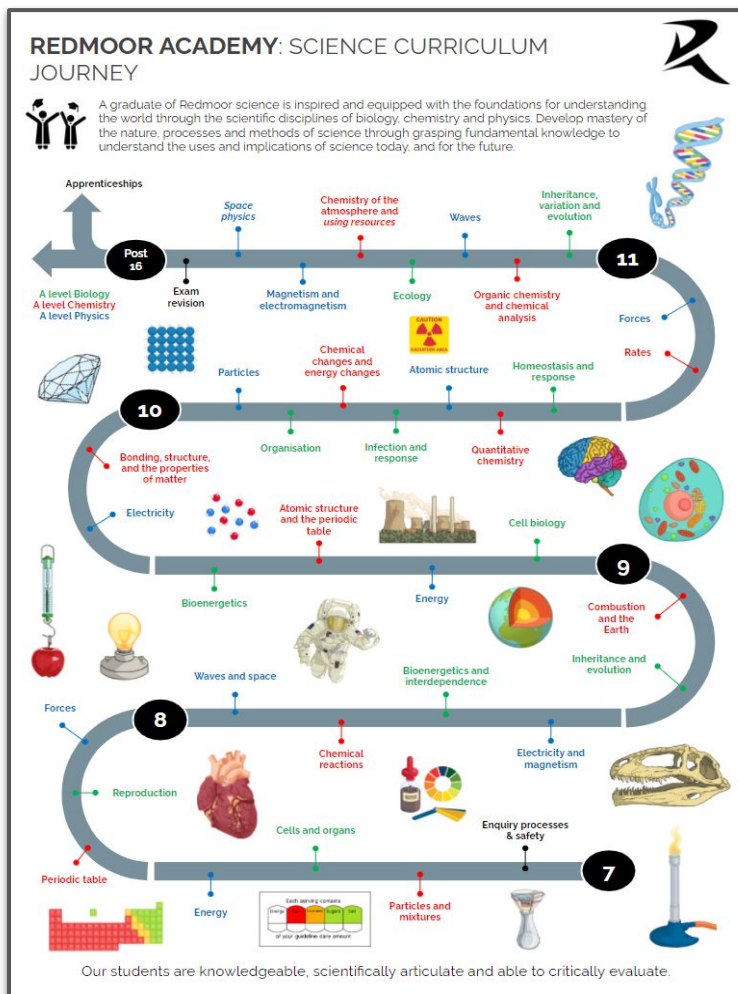 REDMOOR ACADEMY: SCIENCE CURRICULUM
JOURNEY
A graduate of Redmoor science is inspired and equipped with the foundations for understanding
the world through the scientific disciplines of biology, chemistry and physics. Develop mastery of
the nature, processes and methods of science through grasping fundamental knowledge to
understand the uses and implications of science today, and for the future.
Apprenticeships
Post
16
A level Biology
A level Chemistry
A level Physics
Exam
revision
Space
physics
Magnetism and
electromagnetism
Chemistry of the
atmosphere and
using resources
Ecology
Waves
Organic chemistry
and chemical
analysis
Inheritance,
variation and
evolution
11
Forces
Rates
CAUTION
RADIATION AREA
10
Particles
Organisation
Chemical
changes and
energy changes
Infection and
response
Atomic structure
Quantitative
chemistry
Homeostasis and
response
Bonding, structure,
and the properties
of matter
Electricity
Bioenergetics
Atomic structure
and the periodic
table
Energy
Cell biology
9
Combustion
and the
Earth
Inheritance and
evolution
8
Waves and space
Chemical
reactions
Bioenergetics and
interdependence
Electricity and
magnetism
Forces
Reproduction
Periodic table
Energy
Cells and organs
Particles and
mixtures
Enquiry processes
& safety
7
Each serving contains
Energy
Sugars
Salt
of your guideline daily amount
Our students are knowledgeable, scientifically articulate and able to critically evaluate.